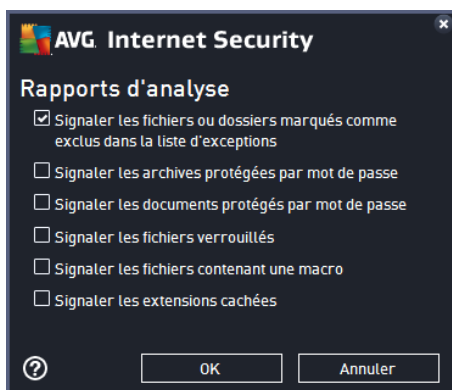 AVG. Internet Security
Rapports d'analyse
Signaler les fichiers ou dossiers marqués comme
exclus dans la liste d'exceptions
Signaler les archives protégées par mot de passe
Signaler les documents protégés par mot de passe
Signaler les fichiers verrouillés
Signaler les fichiers contenant une macro
Signaler les extensions cachées
?
OK
Annuler